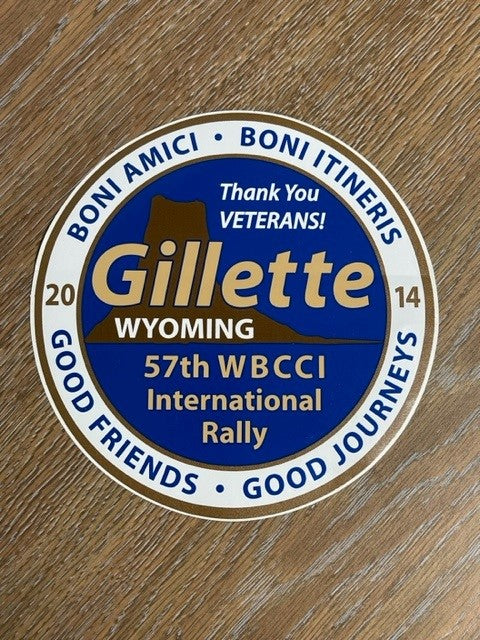 BONI AMICI • BONI ITINERIS
Thank You
VETERANS!
Gillette
WYOMING
20 14
57th WBCCI
International
Rally
GOOD FRIENDS • GOOD JOURNEYS